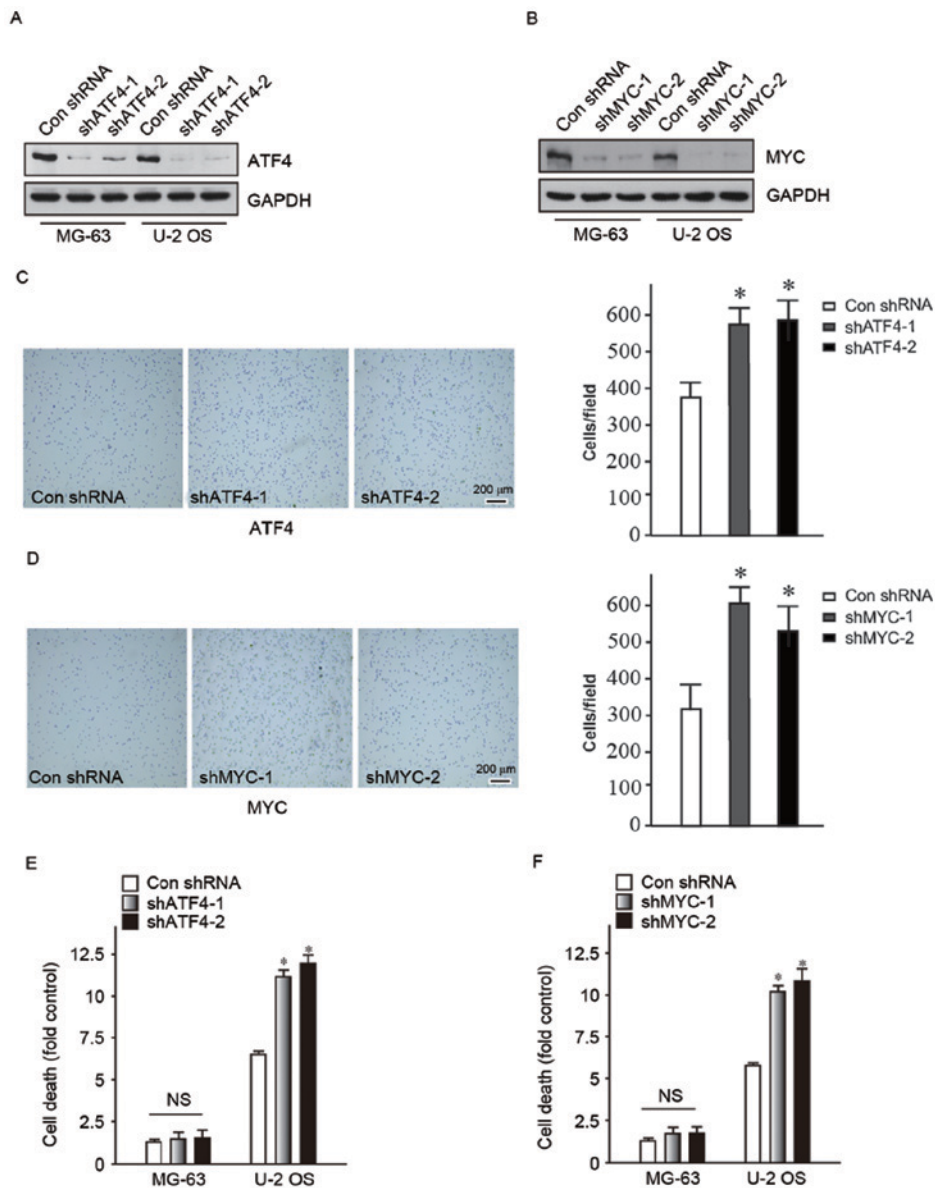 A
Con shRNA
shATF4-1
shATF4-2
Con shRNA
shATF4-1
shATF4-2
ATF4
GAPDH
MG-63 U-2 OS
B
Con shRNA
shMYC-1
shMYC-2
Con shRNA
shMYC-1
shMYC-2
MYC
GAPDH
MG-63 U-2 OS
C
Con shRNA
shATF4-1
shATF4-2
200 μm
ATF4
Cells/field
600
500
400
300
200
100
0
* *
Con shRNA
shATF4-1
shATF4-2
D
Con shRNA
shMYC-1
shMYC-2
200 μm
MYC
Cells/field
600
500
400
300
200
100
0
* *
Con shRNA
shMYC-1
shMYC-2
E
Con shRNA
shATF4-1
shATF4-2
Cell death (fold control)
12.5
10
7.5
5
2.5
0
NS
* *
MG-63 U-2 OS
F
Con shRNA
shMYC-1
shMYC-2
Cell death (fold control)
12.5
10
7.5
5
2.5
0
NS
* *
MG-63 U-2 OS